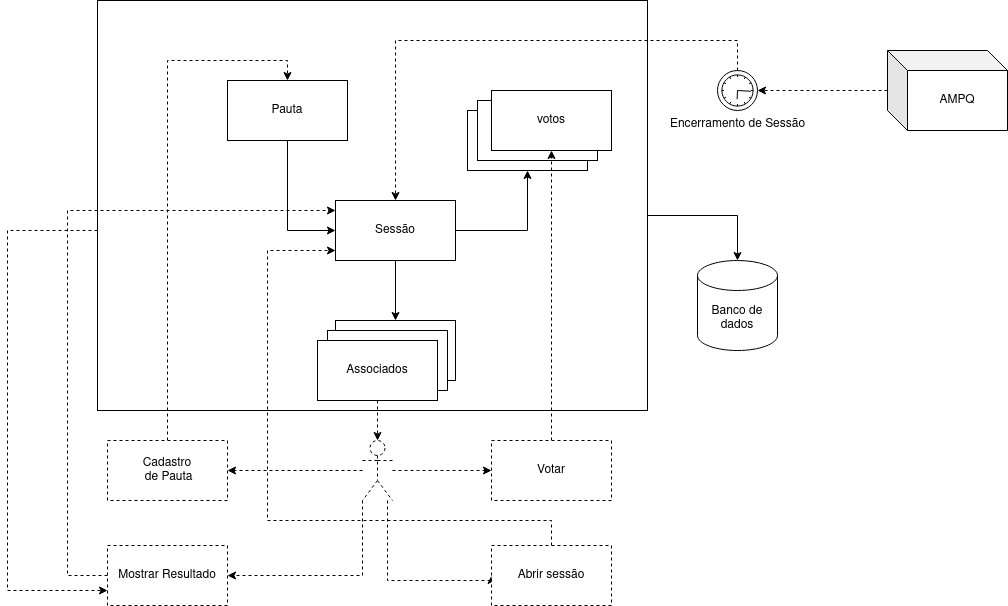 Pauta
votos
AMPQ
Encerramento de Sessão
Sessão
Banco de
dados
Associados
Cadastro
de Pauta
Votar
Mostrar Resultado
Abrir sessão